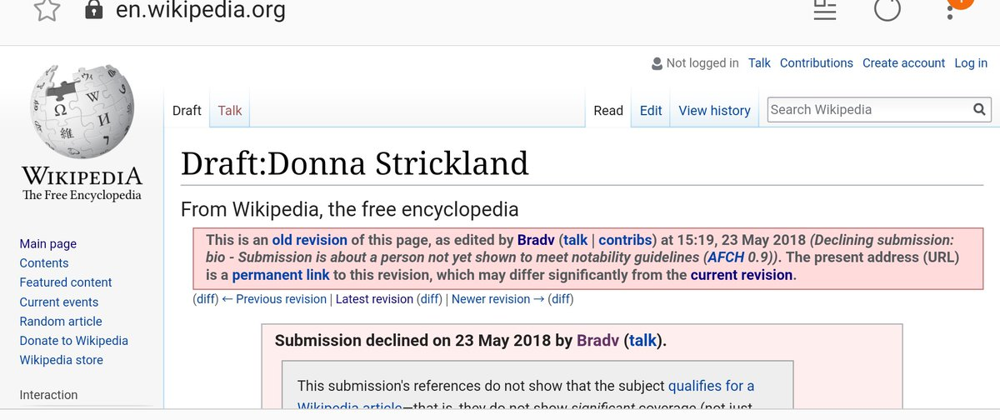 en.wikipedia.org
Not logged in Talk Contributions Create account Log in
Draft Talk Read Edit View history Search Wikipedia
WIKIPEDIA
The Free Encyclopedia
Main page
Contents
Featured content
Current events
Random article
Donate to Wikipedia
Wikipedia store
Interaction
Draft:Donna Strickland
From Wikipedia, the free encyclopedia
This is an old revision of this page, as edited by Bradv (talk | contribs) at 15:19, 23 May 2018 (Declining submission:
bio - Submission is about a person not yet shown to meet notability guidelines (AFCH 0.9)). The present address (URL)
is a permanent link to this revision, which may differ significantly from the current revision.
(diff) ← Previous revision | Latest revision (diff) | Newer revision → (diff)
Submission declined on 23 May 2018 by Bradv (talk).
This submission's references do not show that the subject qualifies for a
Wikipedia article—that is, they do not show significant coverage (not just